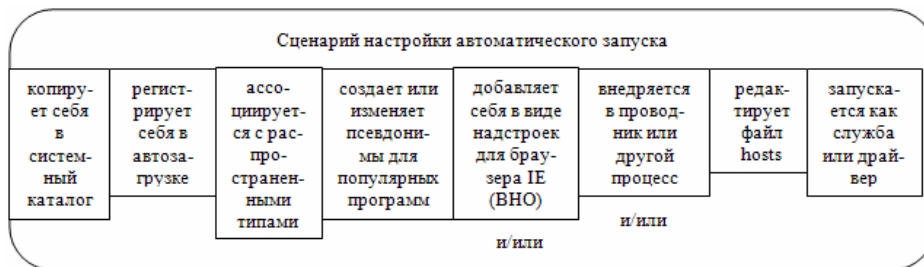 Сценарий настройки автоматического запуска
копиру-
ет себя
в
систем-
ный
каталог
регист-
рирует
себя в
автоза-
грузке
ассо-
циирует-
ся с рас-
про-
странен-
ными
типами
создает или
изменяет
псевдони-
мы для
популярных
программ
добавляет
себя в виде
надстроек
для брау-
зера IE
(BHO)
внедряется
в провод-
ник или
другой
процесс
редак-
тирует
файл
hosts
запуска-
ется как
служба
или драй-
вер
и/или
и/или